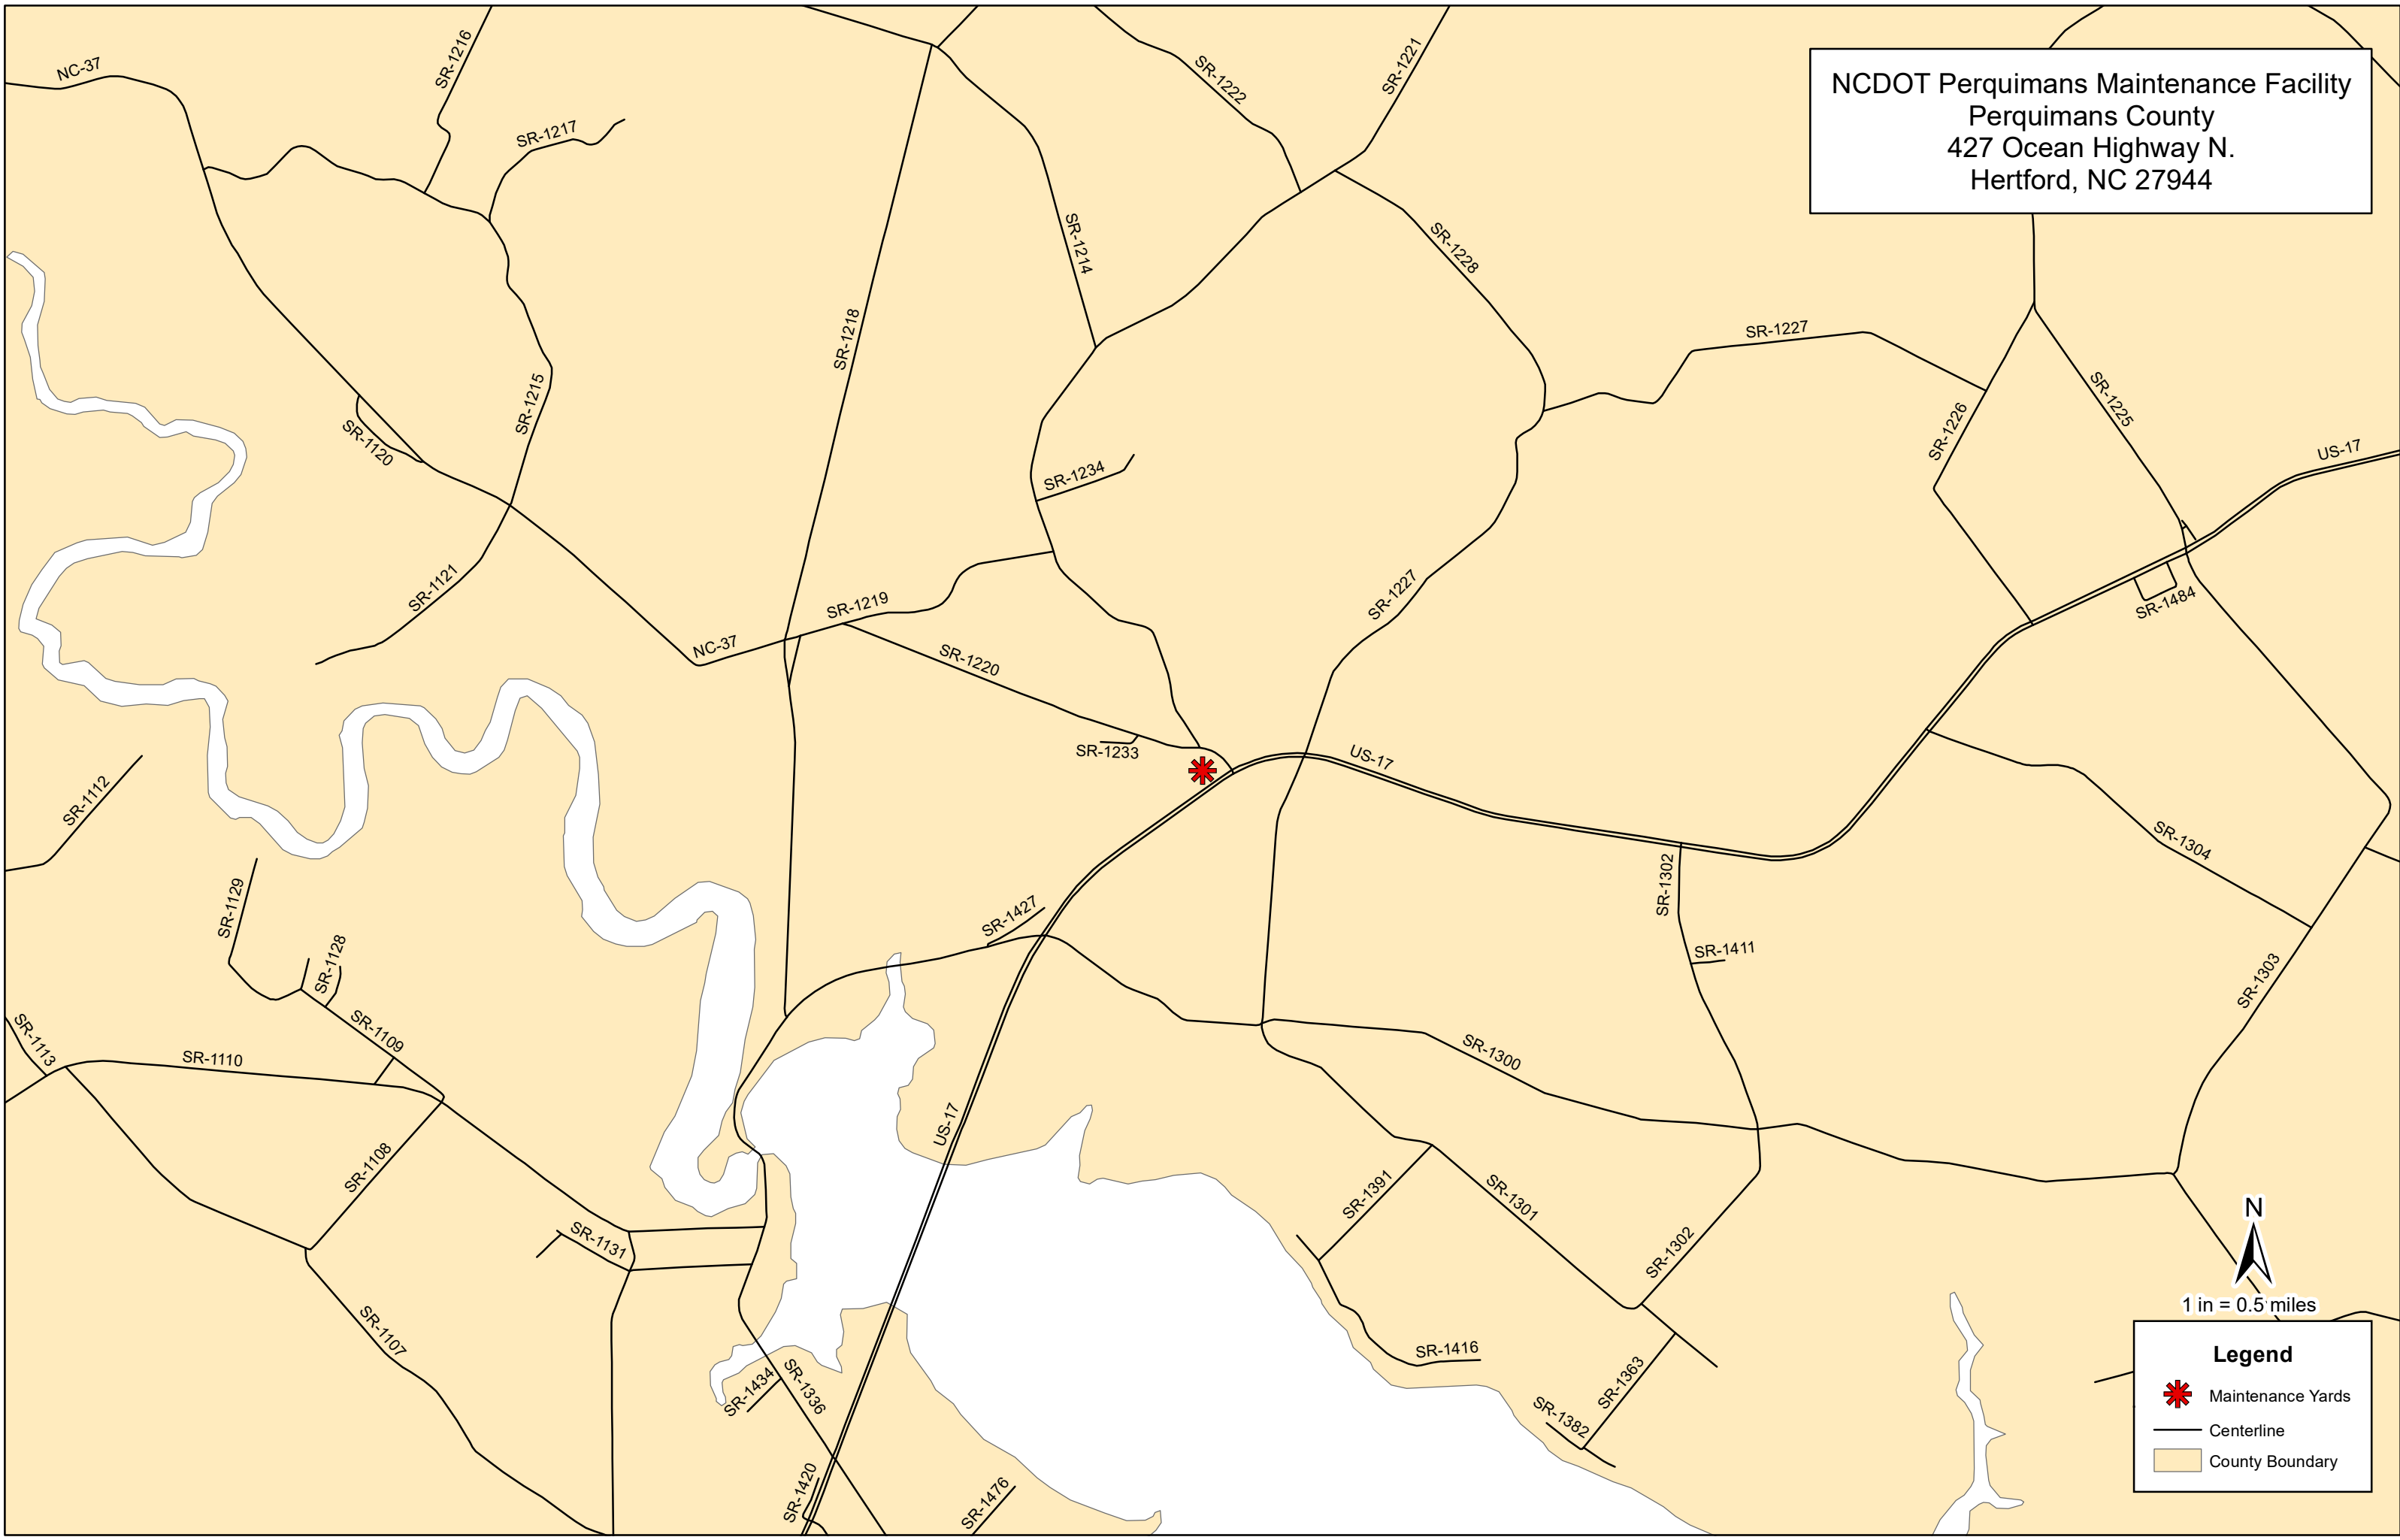 NCDOT Perquimans Maintenance Facility
Perquimans County
427 Ocean Highway N.
Hertford, NC 27944
NC-37
SR-1216
SR-1217
SR-1222
SR-1221
SR-1214
SR-1228
SR-1218
SR-1227
SR-1215
SR-1120
SR-1225
SR-1226
US-17
SR-1234
SR-1121
SR-1219
SR-1227
SR-1484
NC-37
SR-1220
SR-1233
US-17
SR-1112
SR-1304
SR-1302
SR-1129
SR-1427
SR-1411
SR-1128
SR-1303
SR-1113
SR-1109
SR-1110
SR-1300
US-17
SR-1108
SR-1391
SR-1301
SR-1131
SR-1302
SR-1107
SR-1416
SR-1434
SR-1336
SR-1363
SR-1382
SR-1420
SR-1476
N
1 in = 0.5 miles
Legend
Maintenance Yards
Centerline
County Boundary